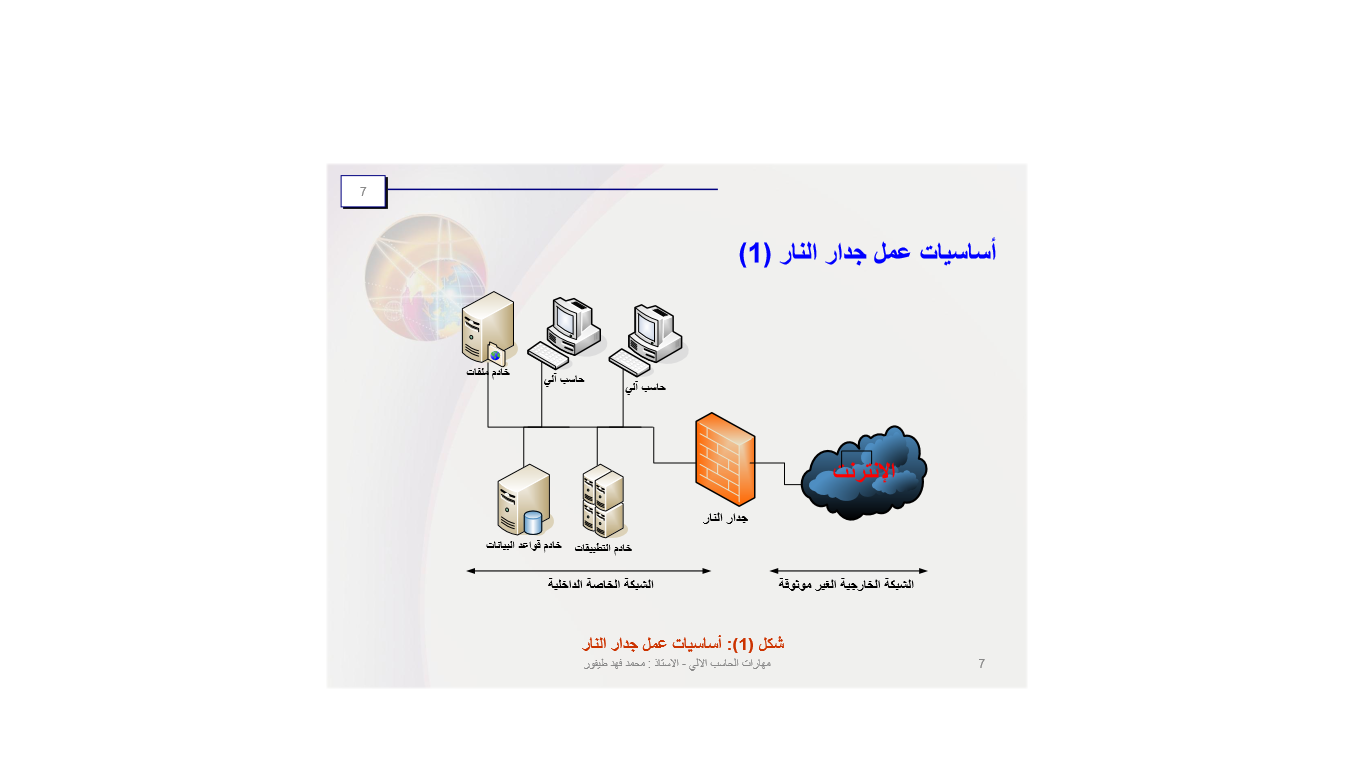 7
أساسيات عمل جدار النار (1)
خادم ملفات
حاسب آلي
حاسب آلي
الإنترنت
جدار النار
خادم قواعد البيانات
خادم التطبيقات
الشبكة الخاصة الداخلية
الشبكة الخارجية الغير موثوقة
شكل (1): أساسيات عمل جدار النار
مهارات الحاسب الالي - الاستاذ : محمد فهد طيفور
7